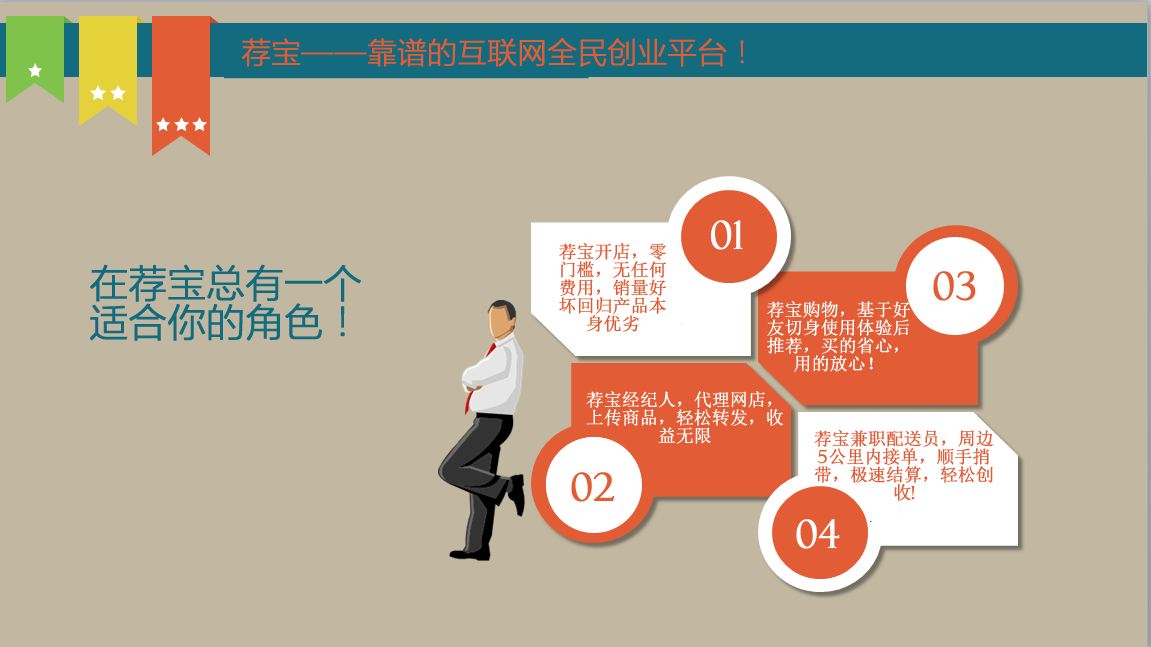 荐宝——靠谱的互联网全民创业平台！
在荐宝总有一个
适合你的角色！
01
荐宝开店，零
门槛，无任何
费用，销量好
坏回归产品本
身优劣
02
荐宝经纪人，代理网店，
上传商品，轻松转发，收
益无限
03
荐宝购物，基于好
友切身使用体验后
推荐，买的省心，
用的放心！
04
荐宝兼职配送员，周边
5公里内接单，顺手捎
带，极速结算，轻松创
收!